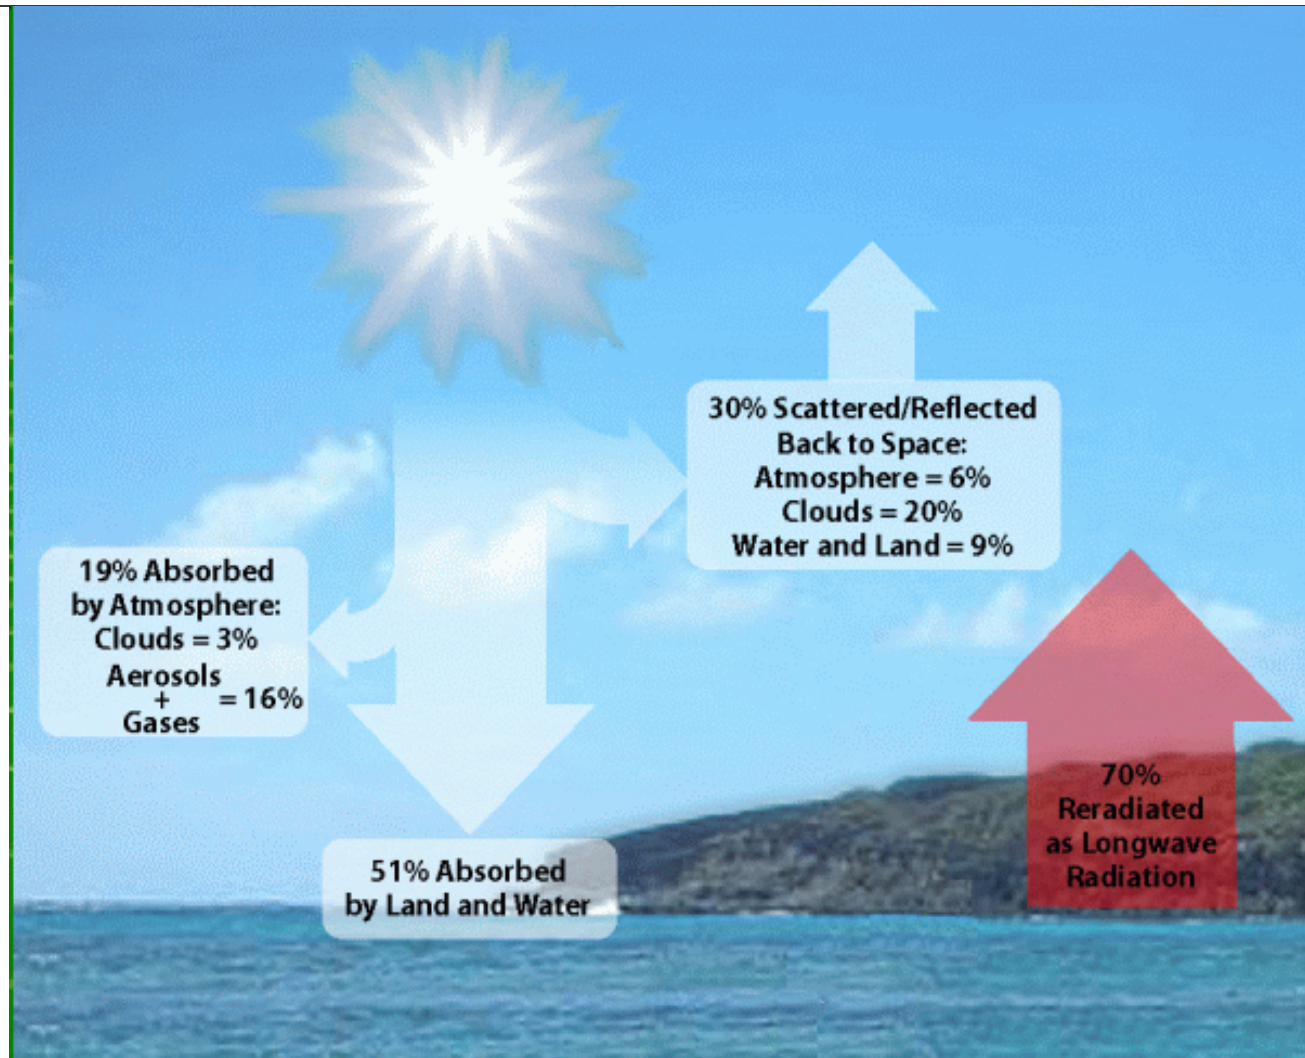 30% Scattered/Reflected
Back to Space:
Atmosphere = 6%
Clouds = 20%
Water and Land = 9%
19% Absorbed
by Atmosphere:
Clouds = 3%
Aerosols
+ = 16%
Gases
70%
Reradiated
as Longwave
Radiation
51% Absorbed
by Land and Water